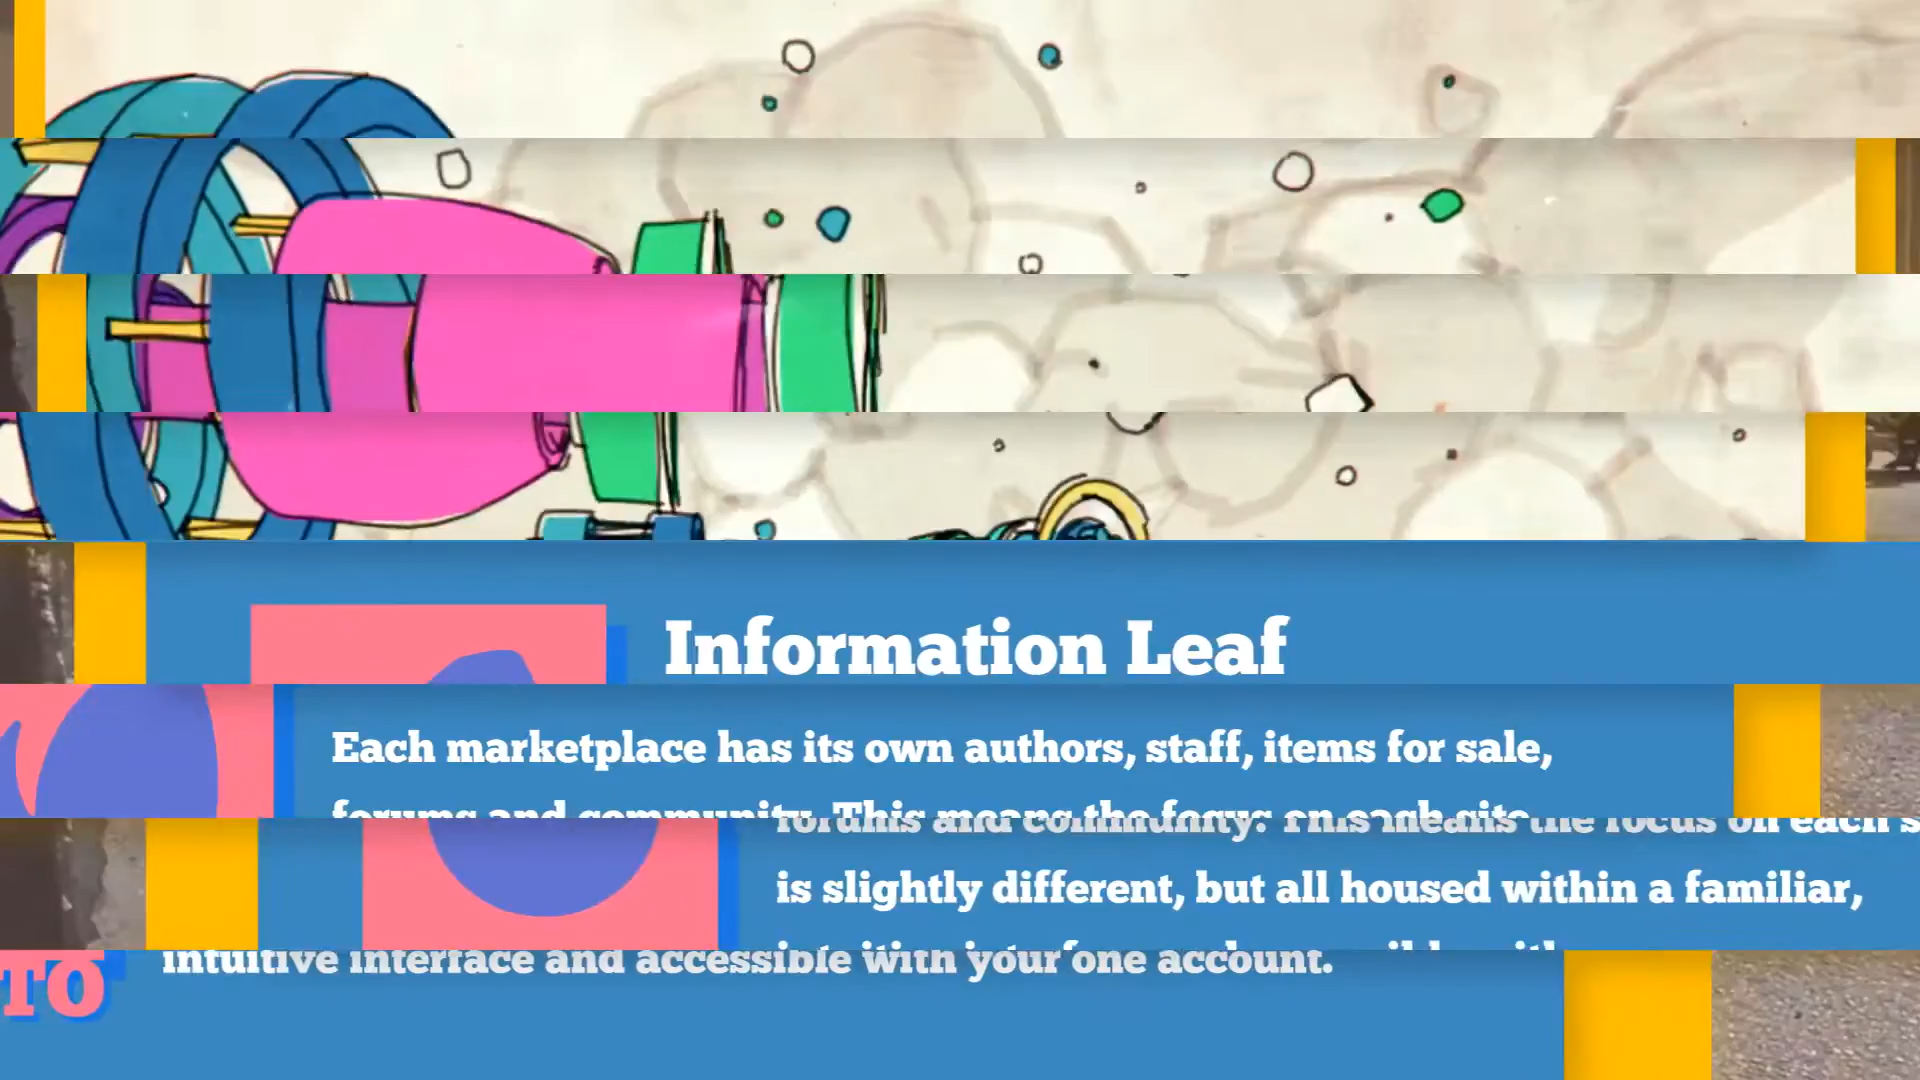 Information Leaf
Each marketplace has its own authors, staff, items for sale,
forums and community. This means the focus on each
is slightly different, but all housed within a familiar,
intuitive interface and accessible with your one account.
TO